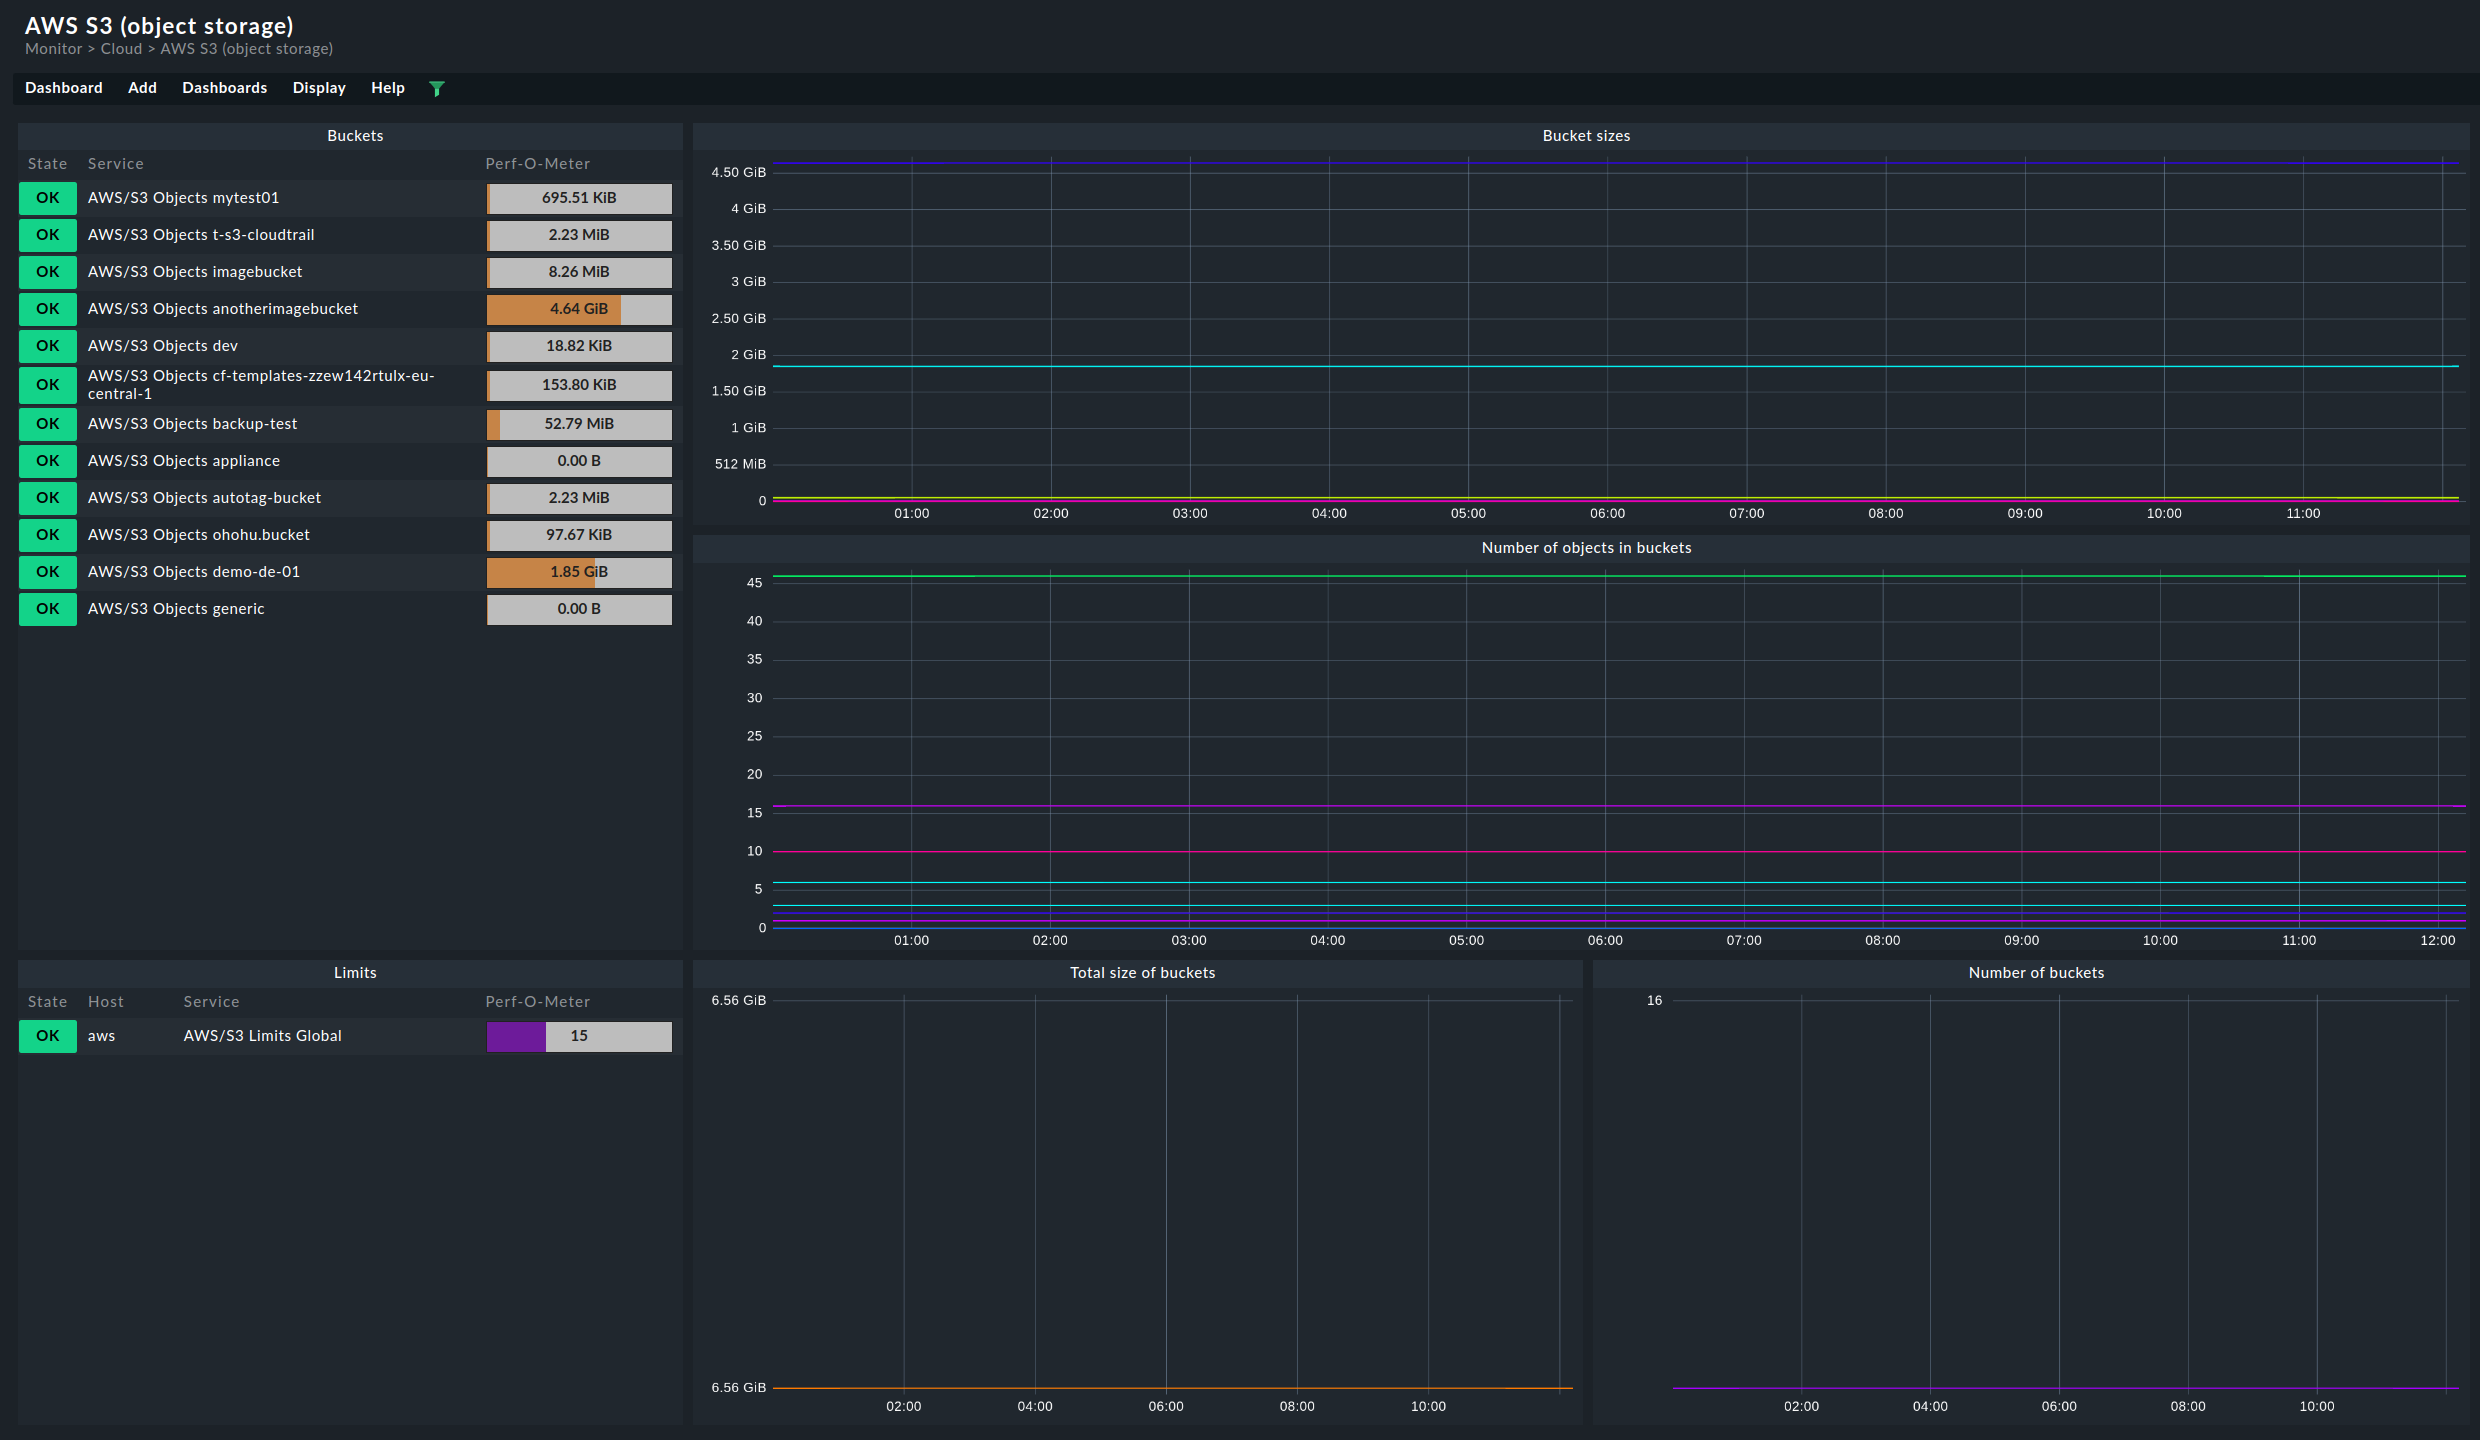 AWS S3 (object storage)
Monitor > Cloud > AWS S3 (object storage)
Dashboard Add Dashboards Display Help
Buckets
State Service Perf-O-Meter
OK AWS/S3 Objects mytest01 695.51 KiB
OK AWS/S3 Objects t-s3-cloudtrail 2.23 MiB
OK AWS/S3 Objects imagebucket 8.26 MiB
OK AWS/S3 Objects anotherimagebucket 4.64 GiB
OK AWS/S3 Objects dev 18.82 KiB
OK AWS/S3 Objects cf-templates-zzew142rtulx-eu-
central-1 153.80 KiB
OK AWS/S3 Objects backup-test 52.79 MiB
OK AWS/S3 Objects appliance 0.00 B
OK AWS/S3 Objects autotag-bucket 2.23 MiB
OK AWS/S3 Objects ohohu.bucket 97.67 KiB
OK AWS/S3 Objects demo-de-01 1.85 GiB
OK AWS/S3 Objects generic 0.00 B
Bucket sizes
4.50 GiB
4 GiB
3.50 GiB
3 GiB
2.50 GiB
2 GiB
1.50 GiB
1 GiB
512 MiB
0
01:00 02:00 03:00 04:00 05:00 06:00 07:00 08:00 09:00 10:00 11:00
Number of objects in buckets
45
40
35
30
25
20
15
10
5
0
01:00 02:00 03:00 04:00 05:00 06:00 07:00 08:00 09:00 10:00 11:00 12:00
Limits
State Host Service Perf-O-Meter
OK aws AWS/S3 Limits Global 15
Total size of buckets
6.56 GiB
6.56 GiB
02:00 04:00 06:00 08:00 10:00
Number of buckets
16
02:00 04:00 06:00 08:00 10:00